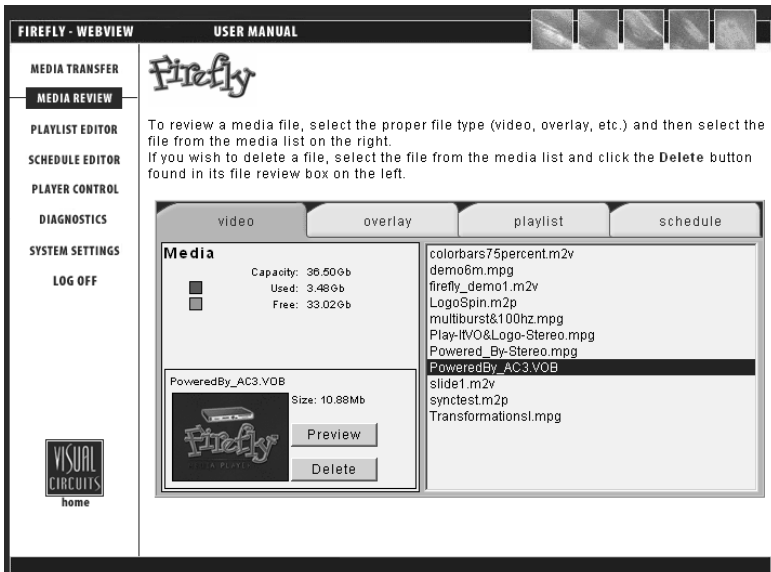 FIREFLY - WEBVIEW
USER MANUAL
MEDIA TRANSFER
MEDIA REVIEW
PLAYLIST EDITOR
SCHEDULE EDITOR
PLAYER CONTROL
DIAGNOSTICS
SYSTEM SETTINGS
LOG OFF
VISUAL
CIRCUITS
home
Firefly
To review a media file, select the proper file type (video, overlay, etc.) and then select the
file from the media list on the right.
If you wish to delete a file, select the file from the media list and click the Delete button
found in its file review box on the left.
video
overlay
playlist
schedule
Media
Capacity: 36.50Gb
Used: 3.48Gb
Free: 33.02Gb
PoweredBy_AC3.VOB
Size: 10.88Mb
Firefly
MEDIA PLAYER
Preview
Delete
colorbars75percent.m2v
demo6m.mpg
firefly_demo1.m2v
LogoSpin.m2p
multiburst&100hz.mpg
Play-ItVO&Logo-Stereo.mpg
Powered_By-Stereo.mpg
PoweredBy_AC3.VOB
slide1.m2v
synctest.m2p
Transformationsl.mpg